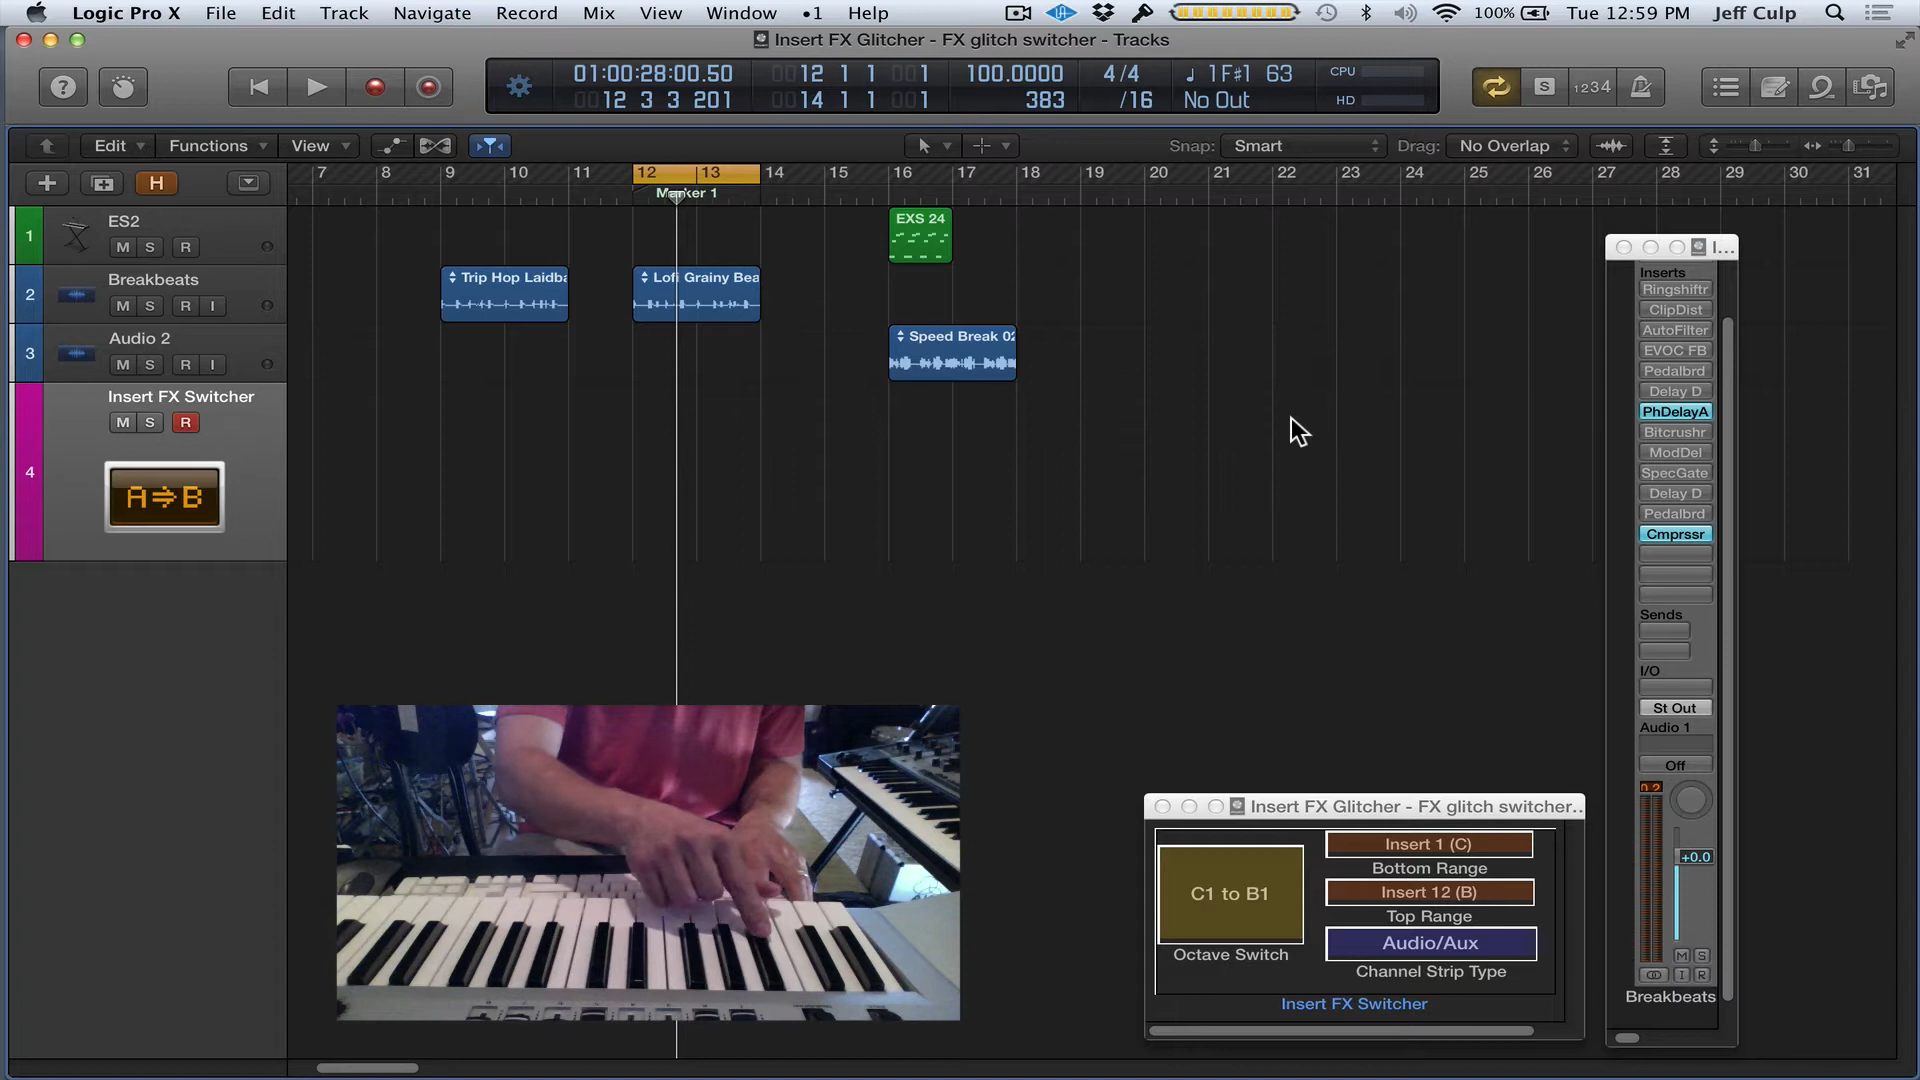 Logic Pro X File Edit Track Navigate Record Mix View Window •1 Help 100% Tue 12:59 PM Jeff Culp
Insert FX Glitcher - FX glitch switcher - Tracks
01:00:28:00.50 0012 1 1 001 100.0000 4/4 1F#1 63 CPU
0012 3 3 201 0014 1 1 001 383 /16 No Out HD
? S 1234
Edit Functions View Snap: Smart Drag: No Overlap
H
7 8 9 10 11 12 13 14 15 16 17 18 19 20 21 22 23 24 25 26 27 28 29 30 31
Marker 1
1 ES2
M S R
EXS 24
2 Breakbeats
M S R I
Trip Hop Laidba
Lofi Grainy Bea
3 Audio 2
M S R I
Speed Break 02
4 Insert FX Switcher
M S R
A⇒B
I...
Inserts
Ringshiftr
ClipDist
AutoFilter
EVOC FB
Pedalbrd
Delay D
PhDelayA
Bitcrushr
ModDel
SpecGate
Delay D
Pedalbrd
Cmprssr
Sends
I/O
St Out
Audio 1
Off
0.2
+0.0
M S
I R
Breakbeats
Insert FX Glitcher - FX glitch switcher..
C1 to B1
Octave Switch
Insert 1 (C)
Bottom Range
Insert 12 (B)
Top Range
Audio/Aux
Channel Strip Type
Insert FX Switcher